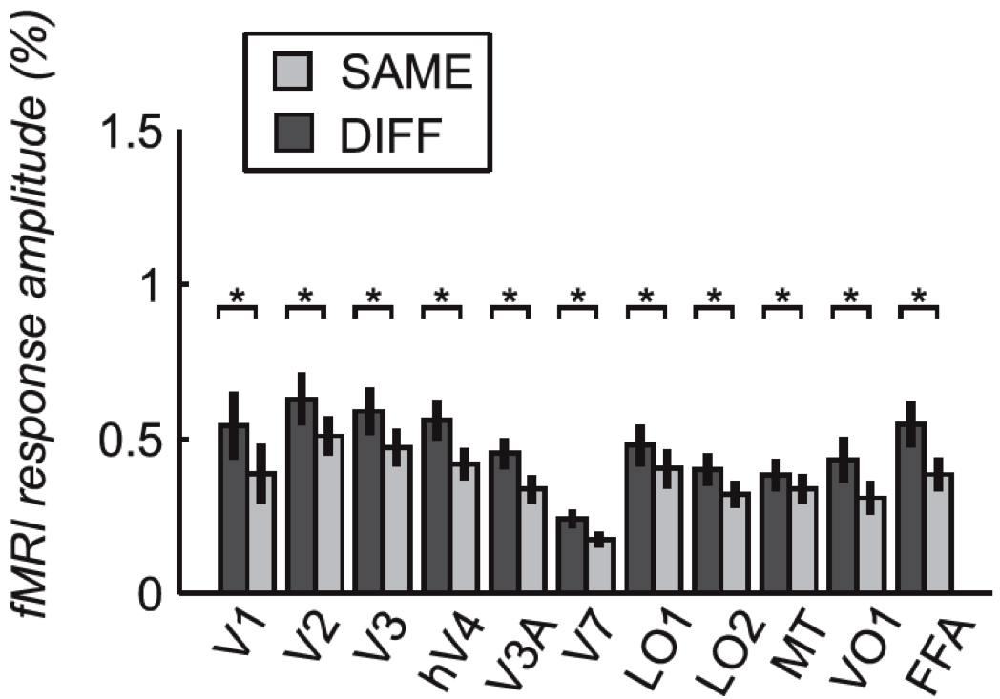 fMRI response amplitude (%)
SAME
DIFF
1.5
1
0.5
0
* * * * * * * * * * *
V1 V2 V3 hV4 V3A V7 LO1 LO2 MT VO1 FFA